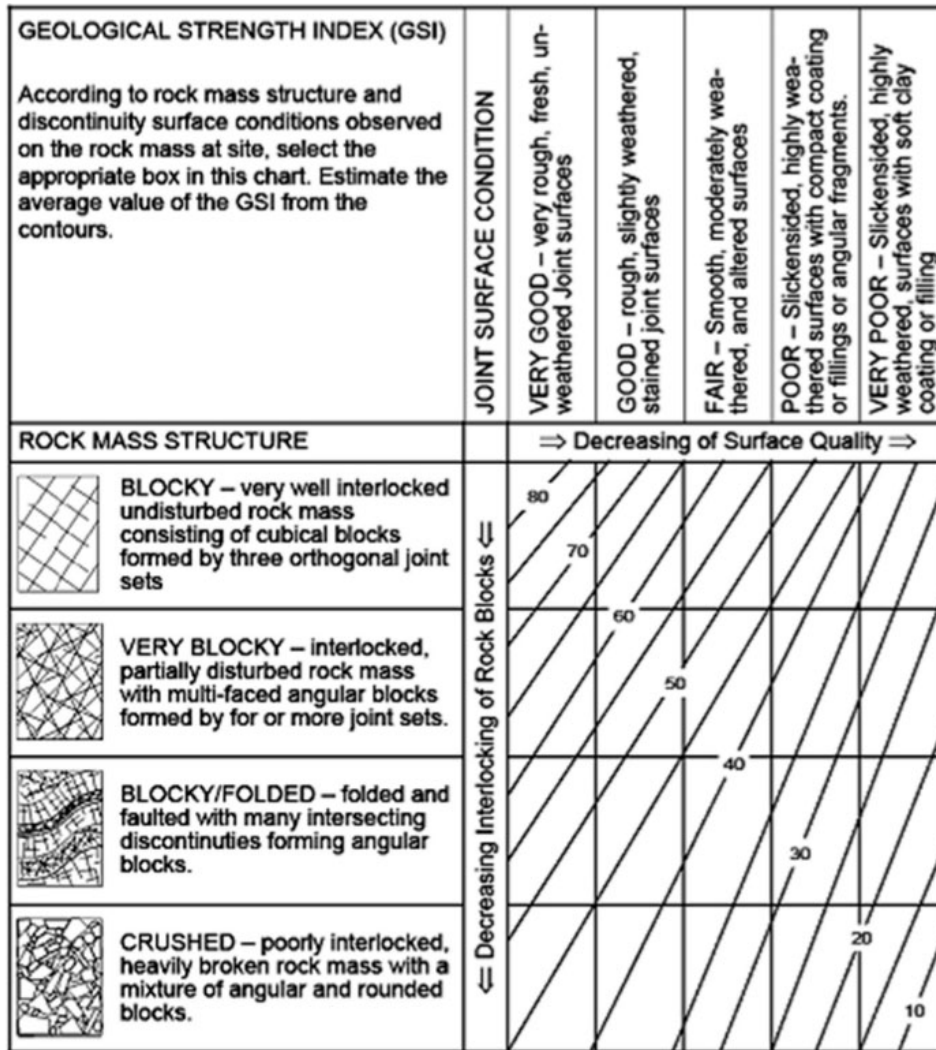 GEOLOGICAL STRENGTH INDEX (GSI)
According to rock mass structure and
discontinuity surface conditions observed
on the rock mass at site, select the
appropriate box in this chart. Estimate the
average value of the GSI from the
contours.
JOINT SURFACE CONDITION
VERY GOOD – very rough, fresh, un-
weathered Joint surfaces
GOOD – rough, slightly weathered,
stained joint surfaces
FAIR – Smooth, moderately wea-
thered, and altered surfaces
POOR – Slickensided, highly wea-
thered surfaces with compact coating
or fillings or angular fragments.
VERY POOR – Slickensided, highly
weathered, surfaces with soft clay
coating or filling
ROCK MASS STRUCTURE
⇒ Decreasing of Surface Quality ⇒
BLOCKY – very well interlocked
undisturbed rock mass
consisting of cubical blocks
formed by three orthogonal joint
sets
VERY BLOCKY – interlocked,
partially disturbed rock mass
with multi-faced angular blocks
formed by for or more joint sets.
BLOCKY/FOLDED – folded and
faulted with many intersecting
discontinuties forming angular
blocks.
CRUSHED – poorly interlocked,
heavily broken rock mass with a
mixture of angular and rounded
blocks.
⇐ Decreasing Interlocking of Rock Blocks ⇐
80
70
60
50
40
30
20
10